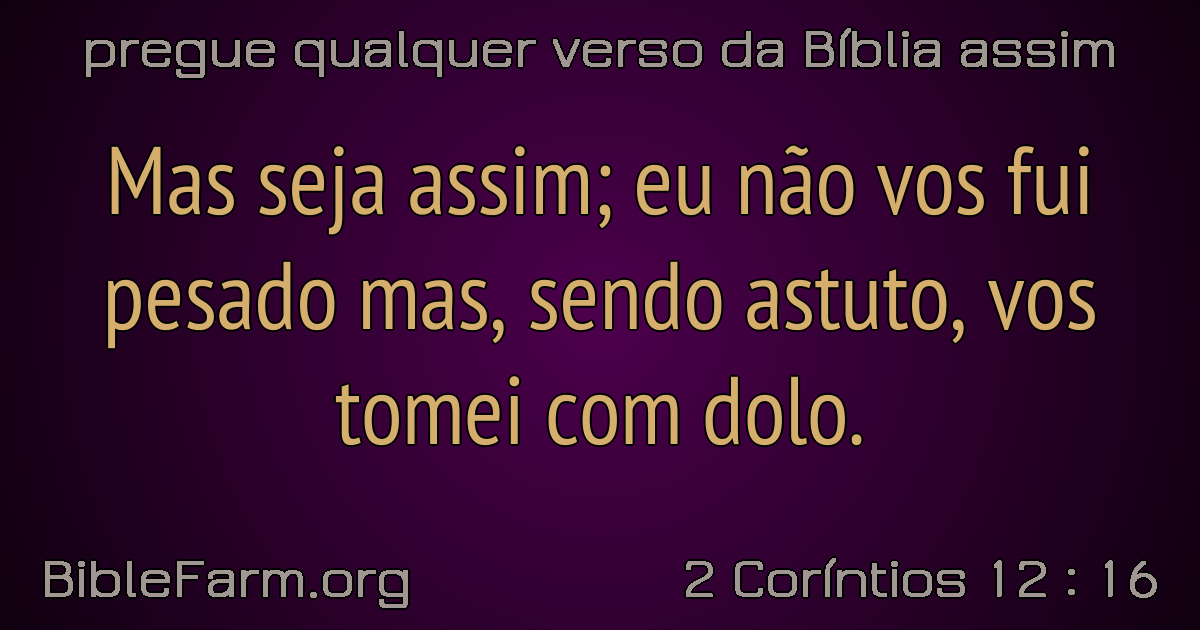 pregue qualquer verso da Bíblia assim
Mas seja assim; eu não vos fui
pesado mas, sendo astuto, vos
tomei com dolo.
BibleFarm.org
2 Coríntios 12 : 16